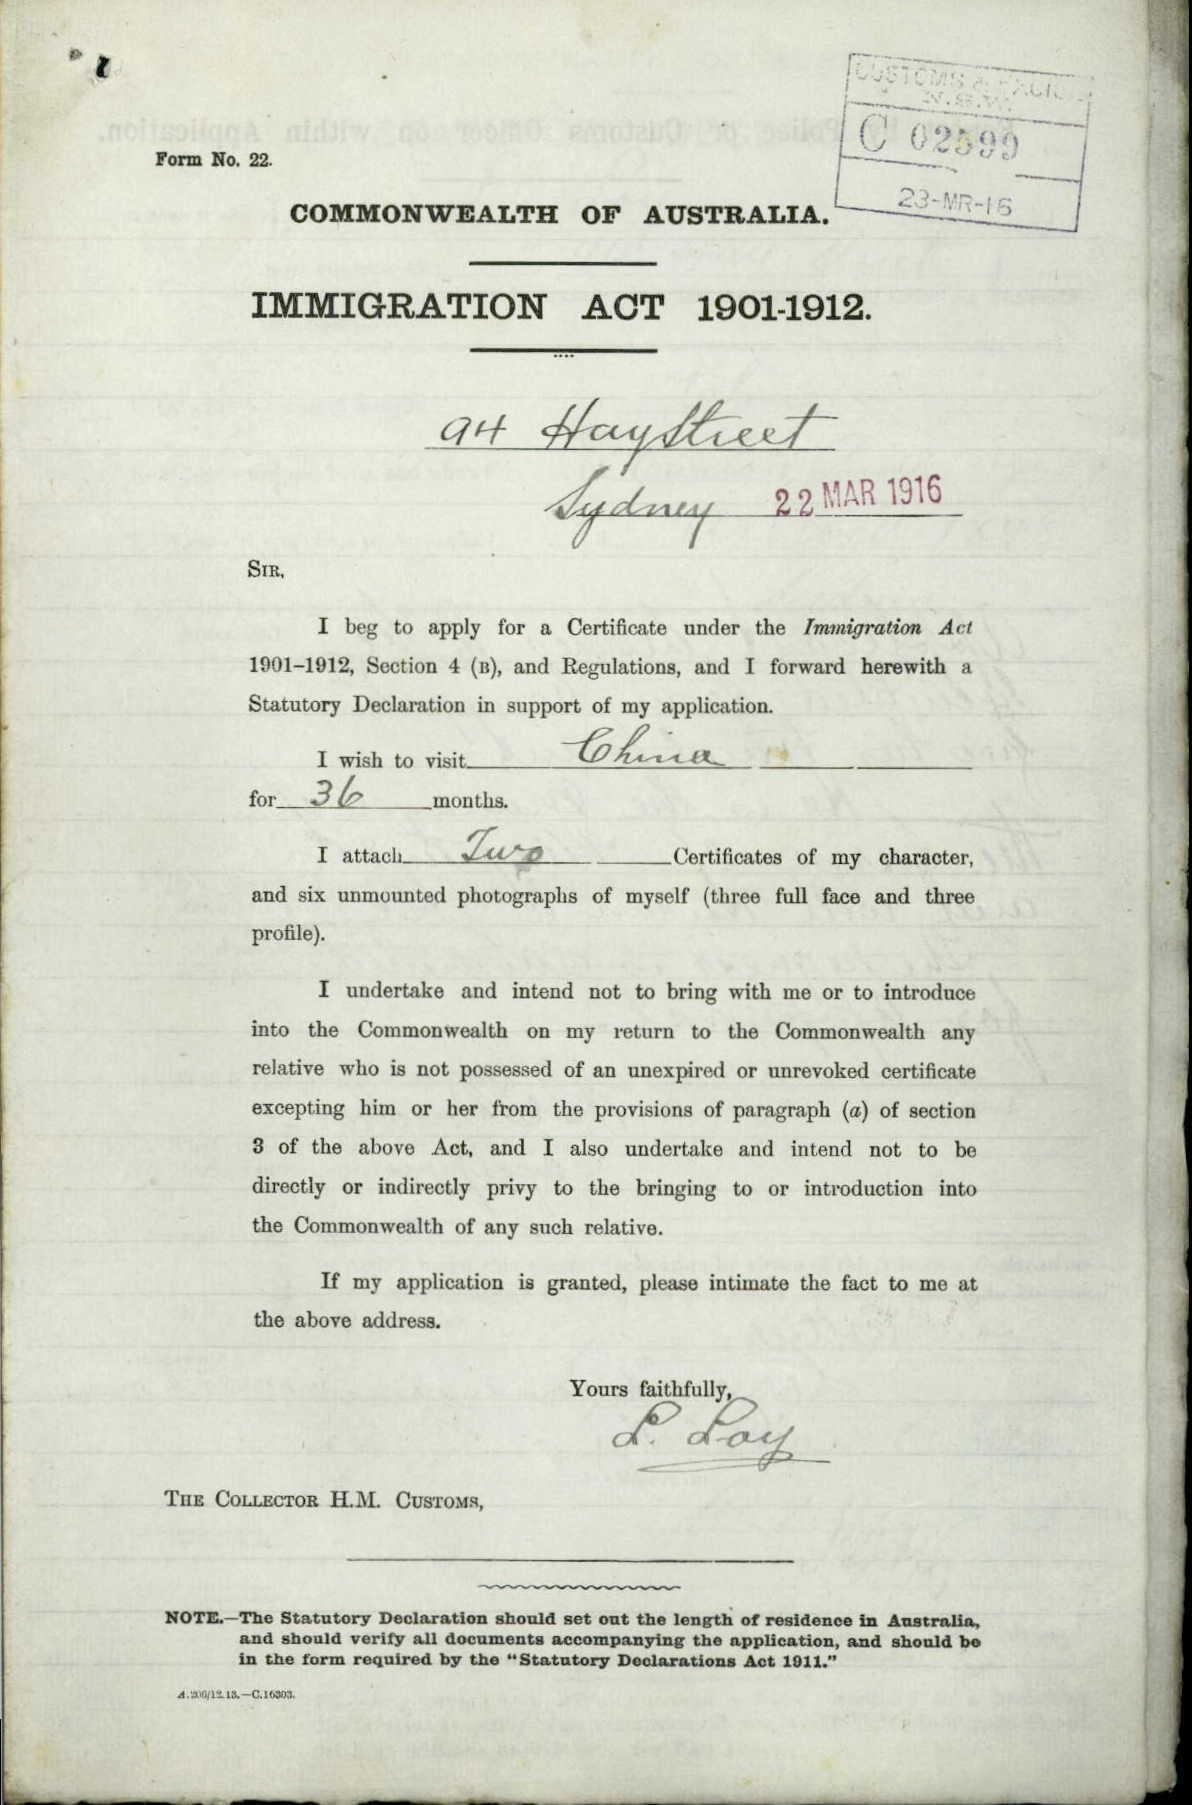 CUSTOMS & EXCISE
N.S.W.
C 02599
23-MR-16
Form No. 22.
COMMONWEALTH OF AUSTRALIA.
IMMIGRATION ACT 1901-1912.
94 Hay Street
Sydney 22 MAR 1916
SIR,
I beg to apply for a Certificate under the Immigration Act
1901–1912, Section 4 (B), and Regulations, and I forward herewith a
Statutory Declaration in support of my application.
I wish to visit China
for 36 months.
I attach Two Certificates of my character,
and six unmounted photographs of myself (three full face and three
profile).
I undertake and intend not to bring with me or to introduce
into the Commonwealth on my return to the Commonwealth any
relative who is not possessed of an unexpired or unrevoked certificate
excepting him or her from the provisions of paragraph (a) of section
3 of the above Act, and I also undertake and intend not to be
directly or indirectly privy to the bringing to or introduction into
the Commonwealth of any such relative.
If my application is granted, please intimate the fact to me at
the above address.
Yours faithfully,
L. Loy
THE COLLECTOR H.M. CUSTOMS,
NOTE.—The Statutory Declaration should set out the length of residence in Australia,
and should verify all documents accompanying the application, and should be
in the form required by the "Statutory Declarations Act 1911."
A.200/12.13.—C.16303.